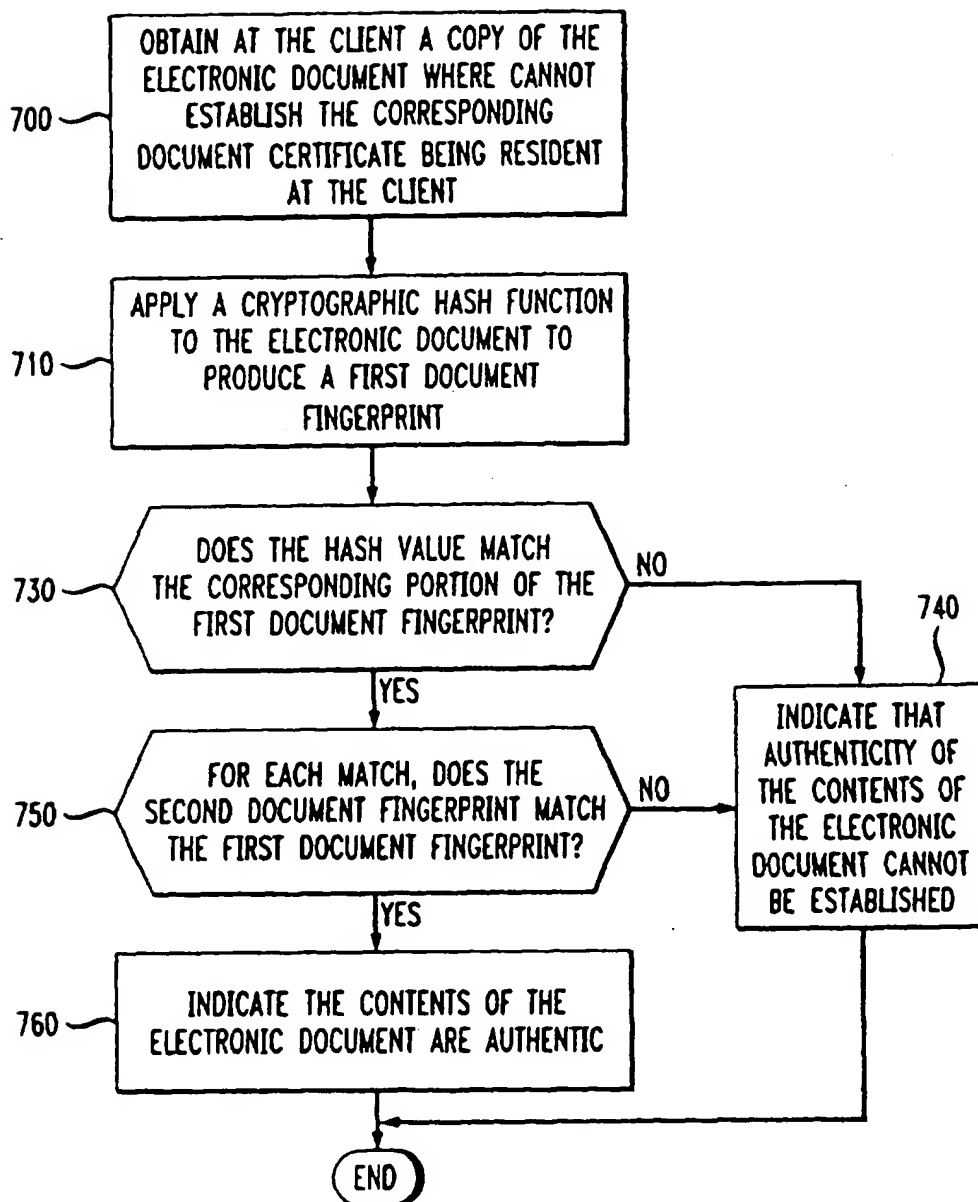 OBTAIN AT THE CLIENT A COPY OF THE
ELECTRONIC DOCUMENT WHERE CANNOT
ESTABLISH THE CORRESPONDING
DOCUMENT CERTIFICATE BEING RESIDENT
AT THE CLIENT
700
APPLY A CRYPTOGRAPHIC HASH FUNCTION
TO THE ELECTRONIC DOCUMENT TO
PRODUCE A FIRST DOCUMENT
FINGERPRINT
710
DOES THE HASH VALUE MATCH
THE CORRESPONDING PORTION OF THE
FIRST DOCUMENT FINGERPRINT?
730
NO
YES
740
INDICATE THAT
AUTHENTICITY OF
THE CONTENTS OF
THE ELECTRONIC
DOCUMENT CANNOT
BE ESTABLISHED
FOR EACH MATCH, DOES THE
SECOND DOCUMENT FINGERPRINT MATCH
THE FIRST DOCUMENT FINGERPRINT?
750
NO
YES
INDICATE THE CONTENTS OF THE
ELECTRONIC DOCUMENT ARE AUTHENTIC
760
END